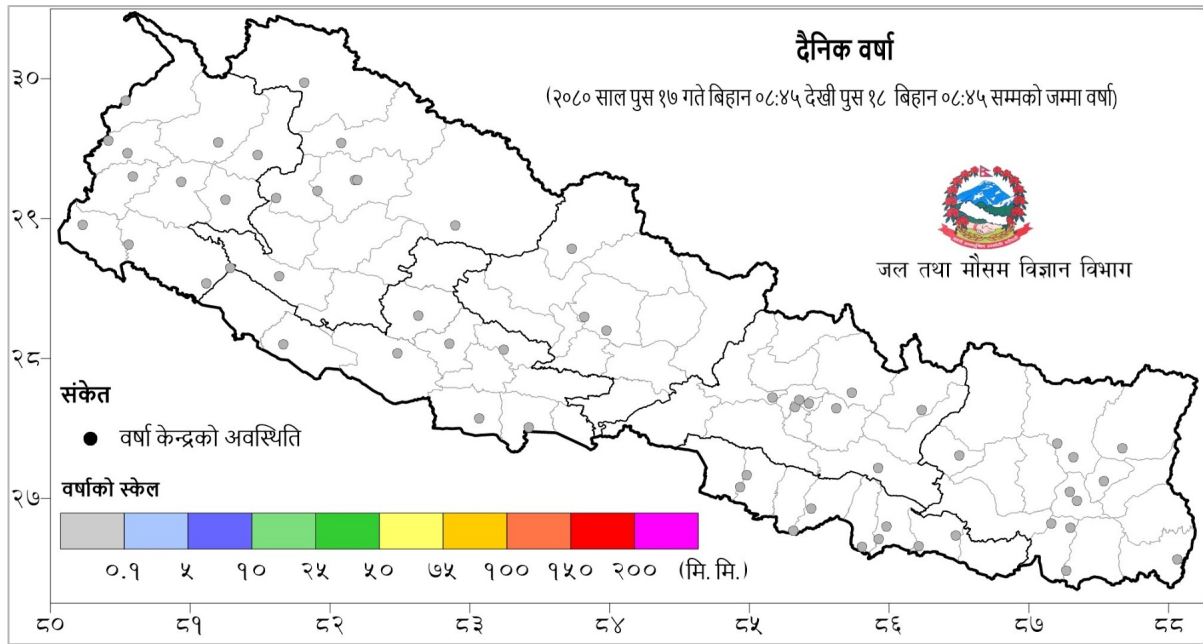 दैनिक वर्षा
(२०८० साल पुस १७ गते बिहान ०८:४५ देखी पुस १८ बिहान ०८:४५ सम्मको जम्मा वर्षा)
जल तथा मौसम विज्ञान विभाग
३०
२९
२८
२७
संकेत
वर्षा केन्द्रको अवस्थिति
वर्षाको स्केल
०.१ ५ १० २५ ५० ७५ १०० १५० २०० (मि. मि.)
८० ८१ ८२ ८३ ८४ ८५ ८६ ८७ ८८